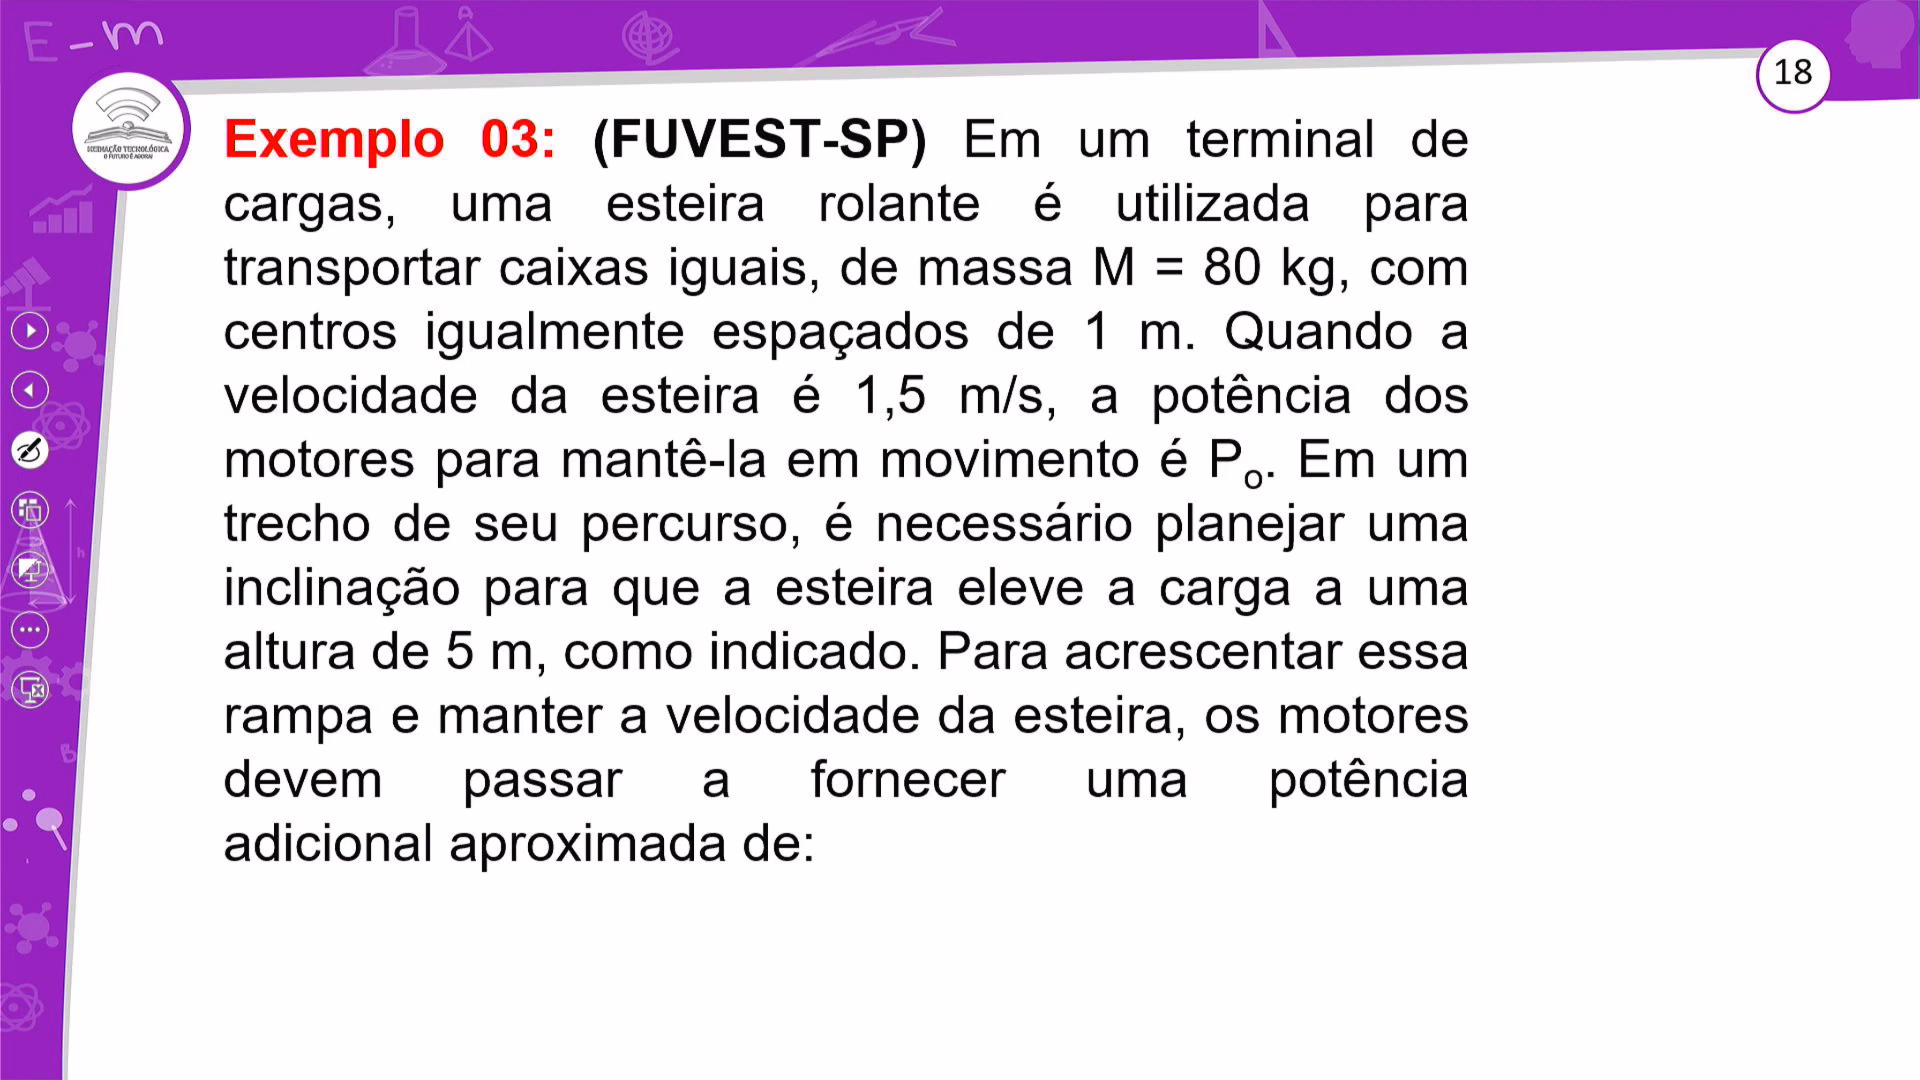 E = m
18
MEDIAÇÃO TECNOLÓGICA
O FUTURO É AGORA!
Exemplo 03: (FUVEST-SP) Em um terminal de
cargas, uma esteira rolante é utilizada para
transportar caixas iguais, de massa M = 80 kg, com
centros igualmente espaçados de 1 m. Quando a
velocidade da esteira é 1,5 m/s, a potência dos
motores para mantê-la em movimento é Po. Em um
trecho de seu percurso, é necessário planejar uma
inclinação para que a esteira eleve a carga a uma
altura de 5 m, como indicado. Para acrescentar essa
rampa e manter a velocidade da esteira, os motores
devem passar a fornecer uma potência
adicional aproximada de:
h
B